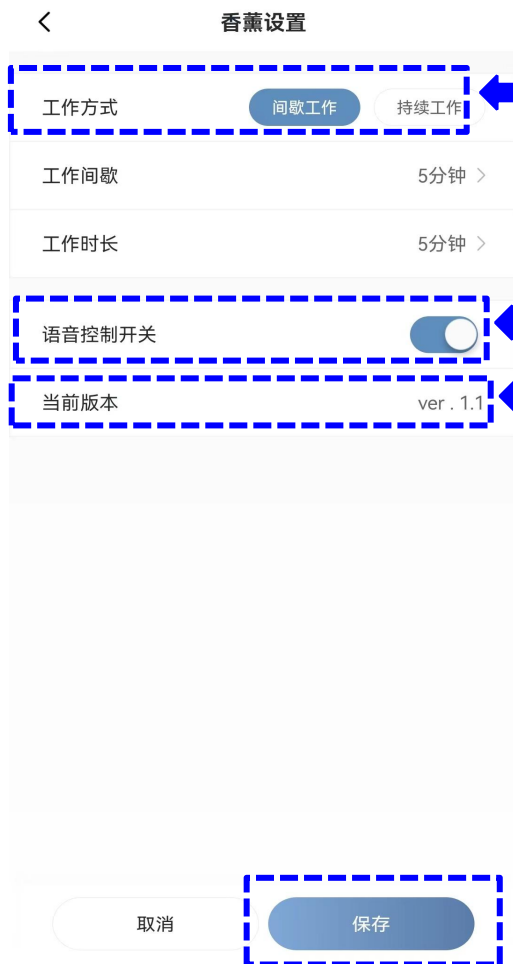 香薰设置
工作方式 间歇工作 持续工作
工作间歇 5分钟
工作时长 5分钟
语音控制开关
当前版本 ver . 1.1
取消 保存